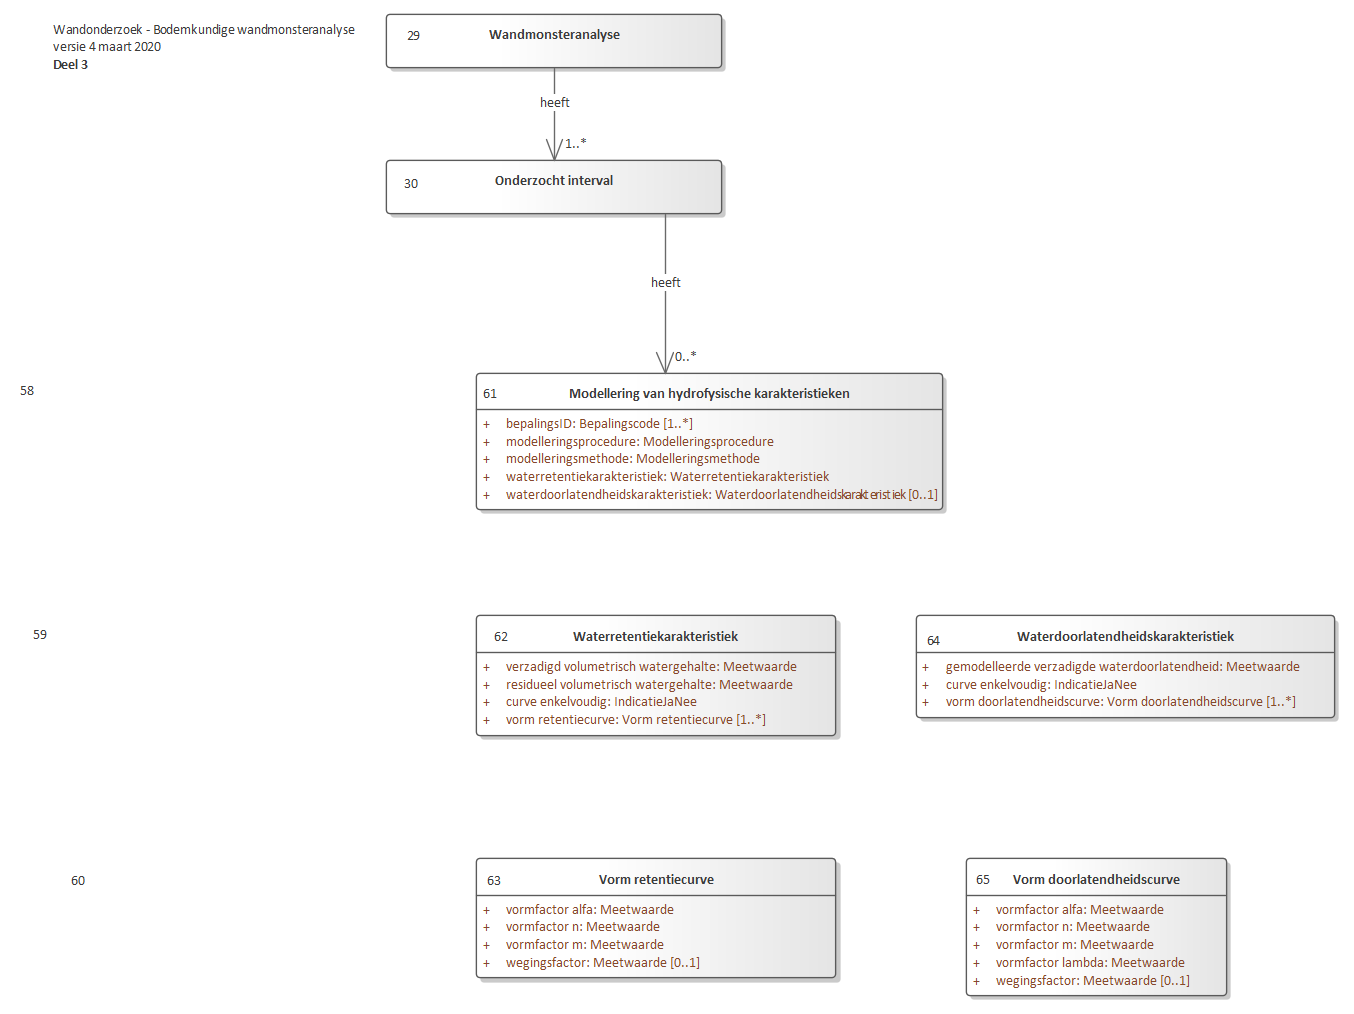 Wandonderzoek - Bodemkundige wandmonsteranalyse
versie 4 maart 2020
Deel 3
29 Wandmonsteranalyse
heeft
1..*
30 Onderzocht interval
heeft
0..*
58
61 Modellering van hydrofysische karakteristieken
+ bepalingsID: Bepalingscode [1..*]
+ modelleringsprocedure: Modelleringsprocedure
+ modelleringsmethode: Modelleringsmethode
+ waterretentiekarakteristiek: Waterretentiekarakteristiek
+ waterdoorlatendheidskarakteristiek: Waterdoorlatendheidskarakteristiek [0..1]
59
62 Waterretentiekarakteristiek
+ verzadigd volumetrisch watergehalte: Meetwaarde
+ residueel volumetrisch watergehalte: Meetwaarde
+ curve enkelvoudig: IndicatieJaNee
+ vorm retentiecurve: Vorm retentiecurve [1..*]
64 Waterdoorlatendheidskarakteristiek
+ gemodelleerde verzadigde waterdoorlatendheid: Meetwaarde
+ curve enkelvoudig: IndicatieJaNee
+ vorm doorlatendheidscurve: Vorm doorlatendheidscurve [1..*]
60
63 Vorm retentiecurve
+ vormfactor alfa: Meetwaarde
+ vormfactor n: Meetwaarde
+ vormfactor m: Meetwaarde
+ wegingsfactor: Meetwaarde [0..1]
65 Vorm doorlatendheidscurve
+ vormfactor alfa: Meetwaarde
+ vormfactor n: Meetwaarde
+ vormfactor m: Meetwaarde
+ vormfactor lambda: Meetwaarde
+ wegingsfactor: Meetwaarde [0..1]